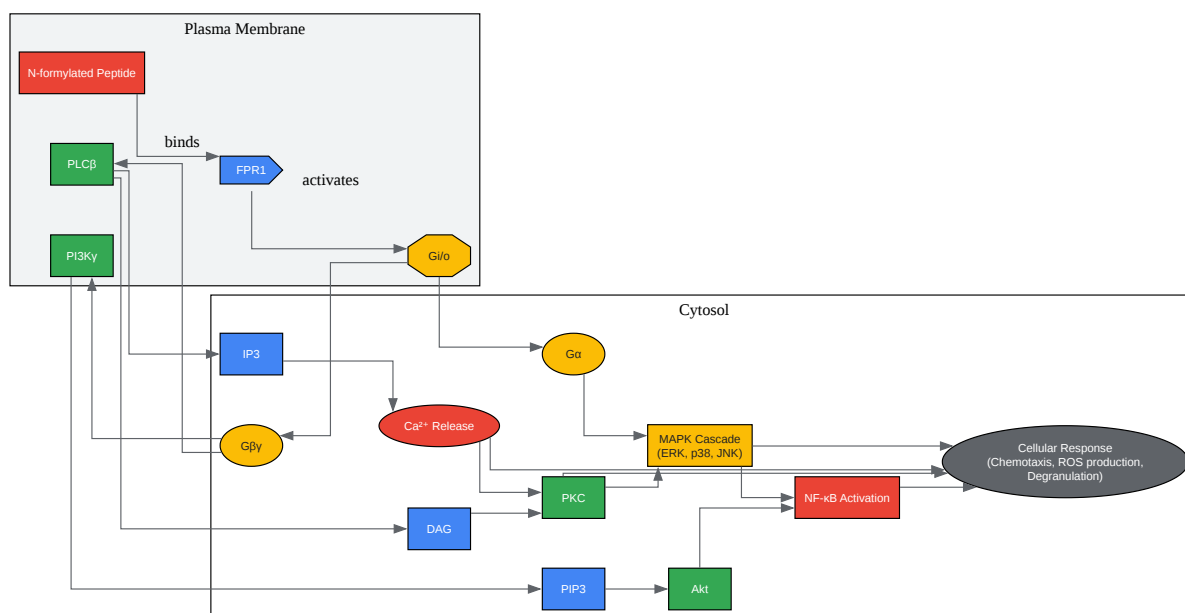 Plasma Membrane
N-formylated Peptide
binds
PLCβ
FPR1
activates
PI3Kγ
Gi/o
Cytosol
IP3
Gα
Ca²⁺ Release
Gβγ
MAPK Cascade
(ERK, p38, JNK)
Cellular Response
(Chemotaxis, ROS production,
Degranulation)
PKC
NF-κB Activation
DAG
PIP3
Akt